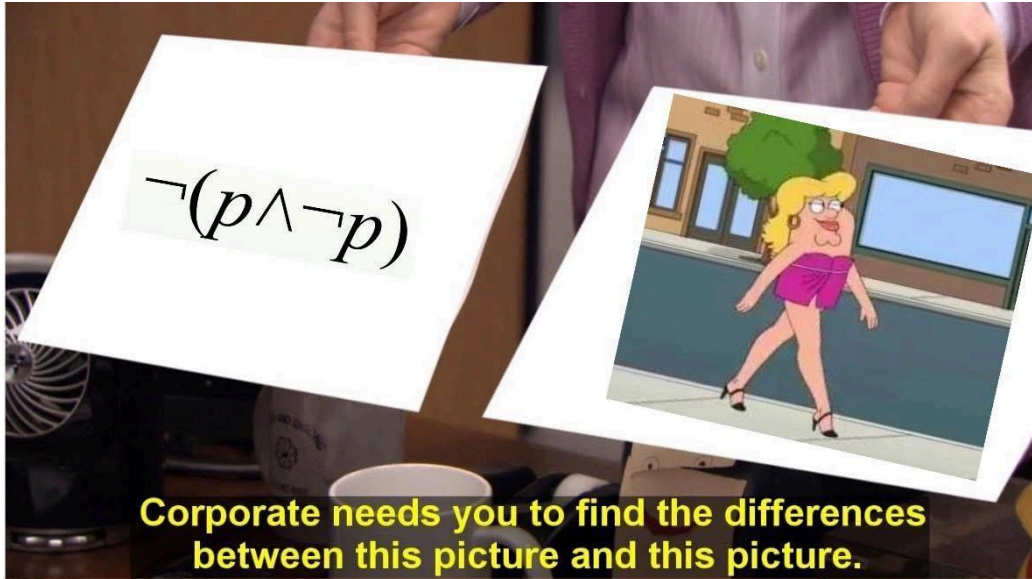 ¬(p∧¬p)
Corporate needs you to find the differences
between this picture and this picture.